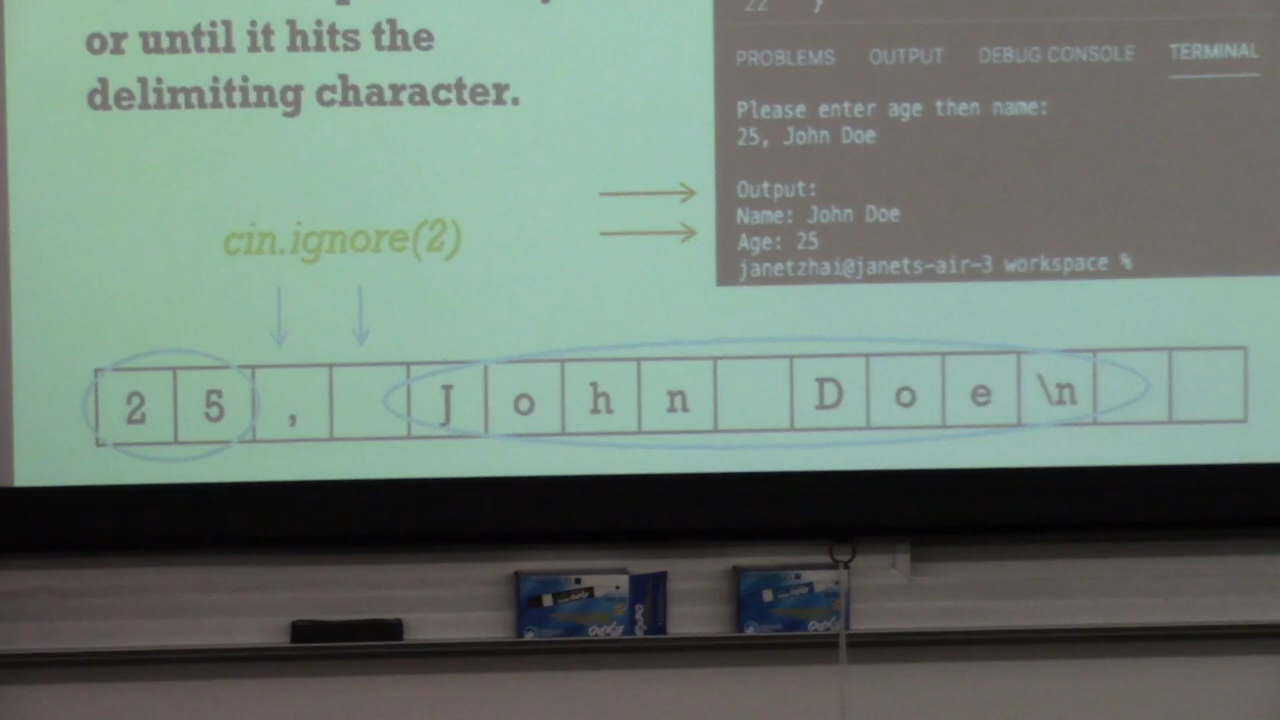 or until it hits the
delimiting character.
cin.ignore(2)
22 }
PROBLEMS OUTPUT DEBUG CONSOLE TERMINAL
Please enter age then name:
25, John Doe
Output:
Name: John Doe
Age: 25
janetzhai@janets-air-3 workspace %
2 5 , J o h n D o e \n